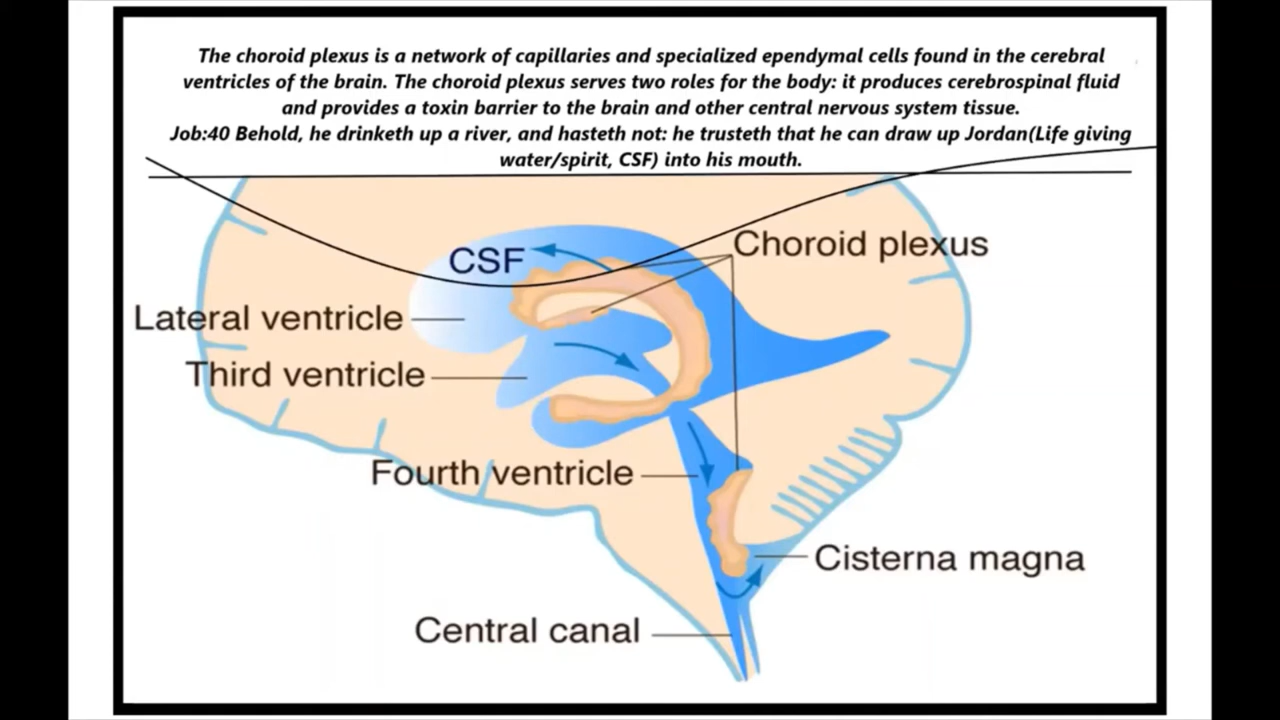 The choroid plexus is a network of capillaries and specialized ependymal cells found in the cerebral
ventricles of the brain. The choroid plexus serves two roles for the body: it produces cerebrospinal fluid
and provides a toxin barrier to the brain and other central nervous system tissue.
Job:40 Behold, he drinketh up a river, and hasteth not: he trusteth that he can draw up Jordan(Life giving
water/spirit, CSF) into his mouth.
Choroid plexus
CSF
Lateral ventricle
Third ventricle
Fourth ventricle
Cisterna magna
Central canal